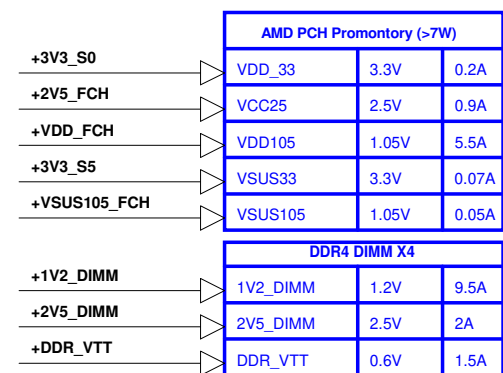 AMD PCH Promontory (>7W)
+3V3_S0 VDD_33 3.3V 0.2A
+2V5_FCH VCC25 2.5V 0.9A
+VDD_FCH VDD105 1.05V 5.5A
+3V3_S5 VSUS33 3.3V 0.07A
+VSUS105_FCH VSUS105 1.05V 0.05A
DDR4 DIMM X4
+1V2_DIMM 1V2_DIMM 1.2V 9.5A
+2V5_DIMM 2V5_DIMM 2.5V 2A
+DDR_VTT DDR_VTT 0.6V 1.5A